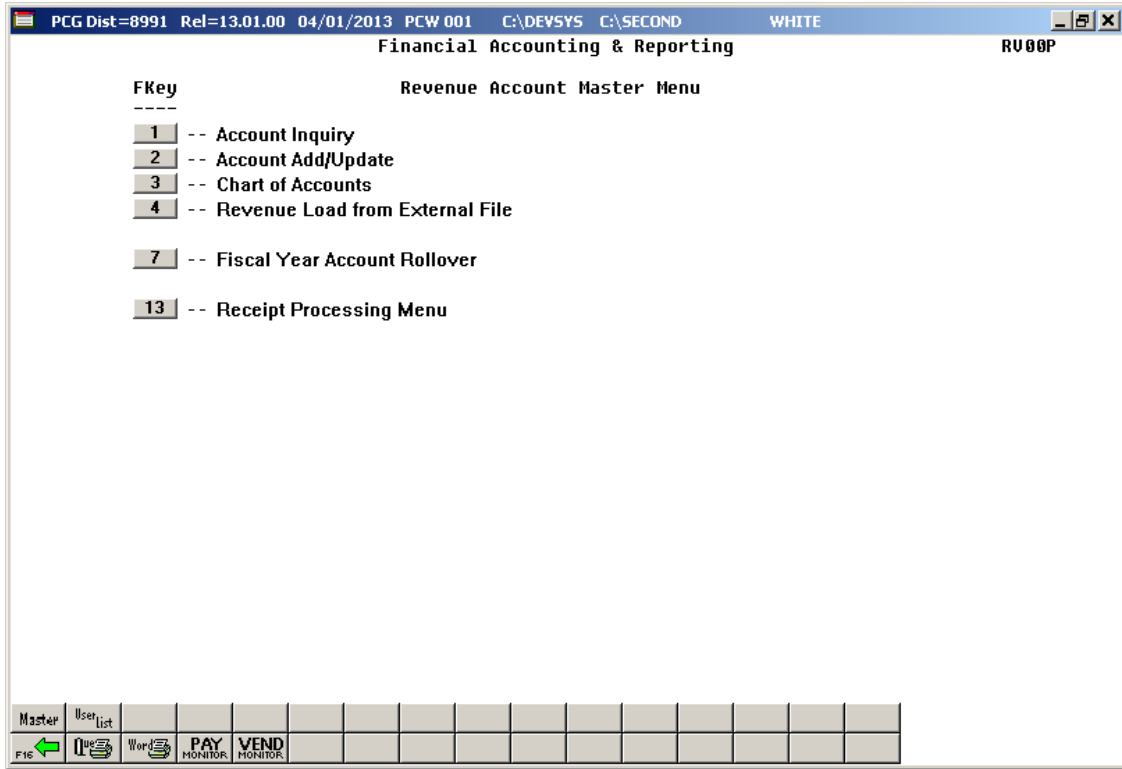 PCG Dist=8991 Rel=13.01.00 04/01/2013 PCW 001 C:\DEVSYS C:\SECOND WHITE
Financial Accounting & Reporting RV00P
FKey Revenue Account Master Menu
----
1 -- Account Inquiry
2 -- Account Add/Update
3 -- Chart of Accounts
4 -- Revenue Load from External File
7 -- Fiscal Year Account Rollover
13 -- Receipt Processing Menu
Master User List
F16 Que Word PAY MONITOR VEND MONITOR